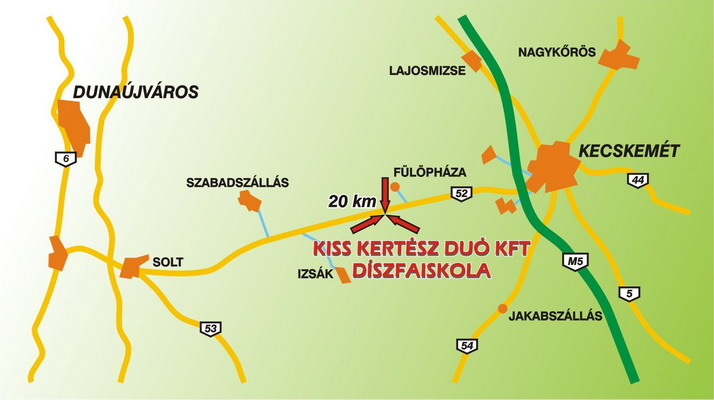 NAGYKŐRÖS
LAJOSMIZSE
DUNAÚJVÁROS
KECSKEMÉT
6
FÜLÖPHÁZA
44
SZABADSZÁLLÁS
52
20 km
KISS KERTÉSZ DUÓ KFT
DÍSZFAISKOLA
SOLT
IZSÁK
M5
5
JAKABSZÁLLÁS
53
54